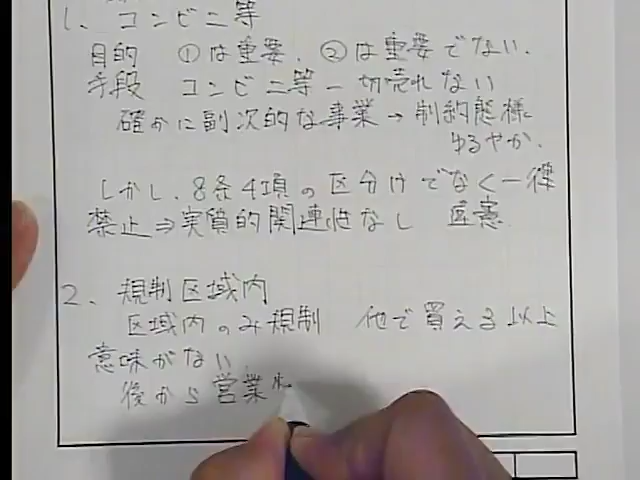 1、コンビニ等
目的 ①は重要、②は重要でない。
手段 コンビニ等一切売れない
確かに副次的な事業→制約態様
ゆるやか。
しかし、8条4項の区分けでなく一律
禁止⇒実質的関連性なし 違憲
2、規制区域内
区域内のみ規制 他で買える以上
意味がない
後から営業